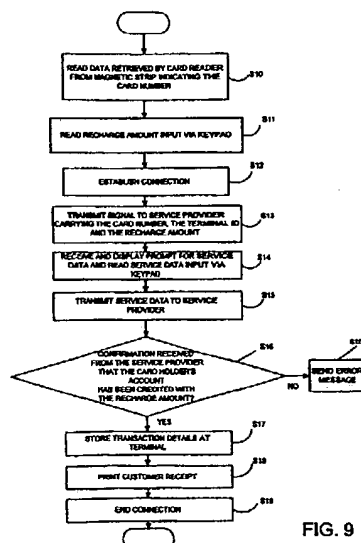 READ DATA RETRIEVED BY CARD READER
FROM MAGNETIC STRIP INDICATING THE
CARD NUMBER
S10
READ RECHARGE AMOUNT INPUT VIA KEYPAD
S11
ESTABLISH CONNECTION
S12
TRANSMIT SIGNAL TO SERVICE PROVIDER
CARRYING THE CARD NUMBER, THE TERMINAL ID
AND THE RECHARGE AMOUNT
S13
RECEIVE AND DISPLAY PROMPT FOR SERVICE
DATA AND READ SERVICE DATA INPUT VIA
KEYPAD
S14
TRANSMIT SERVICE DATA TO SERVICE
PROVIDER
S15
CONFIRMATION RECEIVED
FROM THE SERVICE PROVIDER
THAT THE CARD HOLDER'S
ACCOUNT
HAS BEEN CREDITED WITH
THE RECHARGE AMOUNT?
S16
NO
SEND ERROR
MESSAGE
YES
STORE TRANSACTION DETAILS AT
TERMINAL
S17
PRINT CUSTOMER RECEIPT
S18
END CONNECTION
S19
FIG. 9